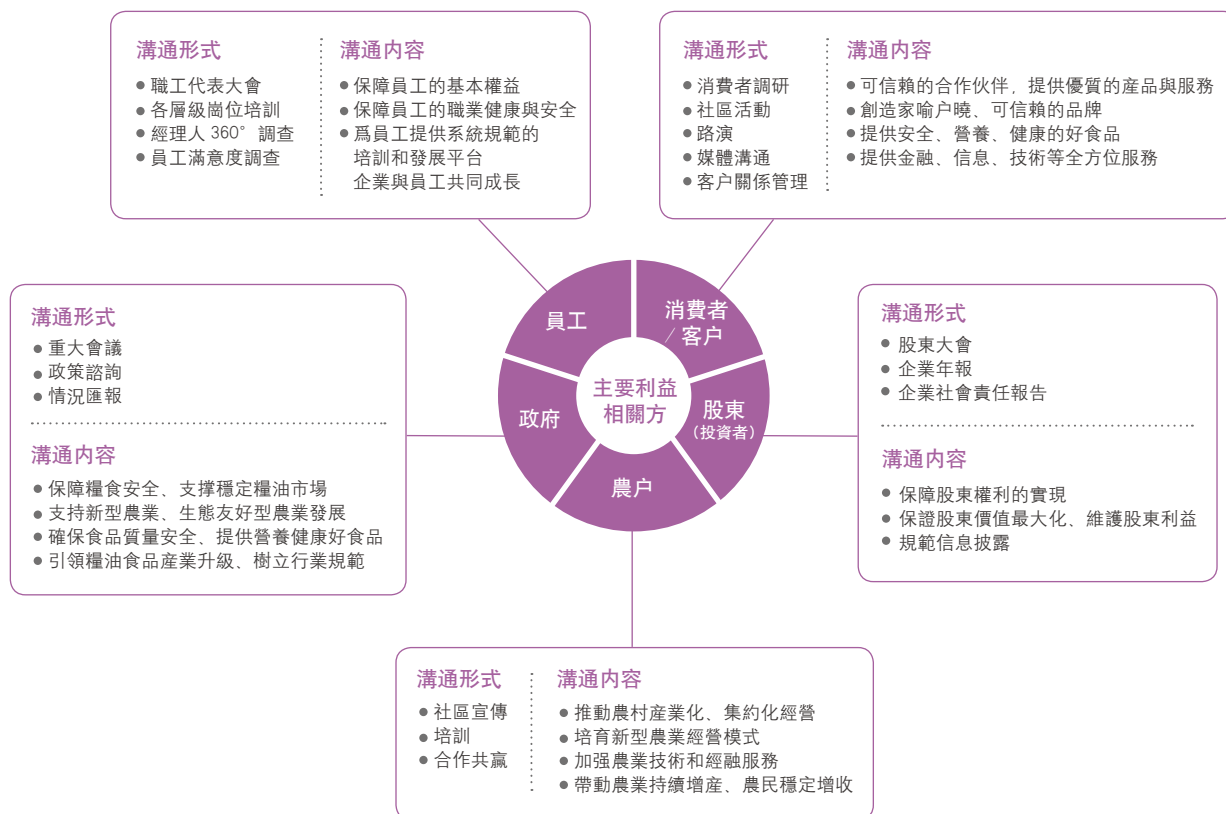 溝通形式
● 職工代表大會
● 各層級崗位培訓
● 經理人 360° 調查
● 員工滿意度調查
溝通内容
● 保障員工的基本權益
● 保障員工的職業健康與安全
● 爲員工提供系統規範的
培訓和發展平台
企業與員工共同成長
溝通形式
● 消費者調研
● 社區活動
● 路演
● 媒體溝通
● 客户關係管理
溝通内容
● 可信賴的合作伙伴，提供優質的産品與服務
● 創造家喻户曉、可信賴的品牌
● 提供安全、營養、健康的好食品
● 提供金融、信息、技術等全方位服務
員工
消費者
/ 客户
政府
主要利益
相關方
股東
（投資者）
農户
溝通形式
● 重大會議
● 政策諮詢
● 情況匯報
溝通内容
● 保障糧食安全、支撑穩定糧油市場
● 支持新型農業、生態友好型農業發展
● 確保食品質量安全、提供營養健康好食品
● 引領糧油食品産業升級、樹立行業規範
溝通形式
● 股東大會
● 企業年報
● 企業社會責任報告
溝通内容
● 保障股東權利的實現
● 保證股東價值最大化、維護股東利益
● 規範信息披露
溝通形式
● 社區宣傳
● 培訓
● 合作共贏
溝通内容
● 推動農村産業化、集約化經營
● 培育新型農業經營模式
● 加强農業技術和經融服務
● 帶動農業持續增産、農民穩定增收